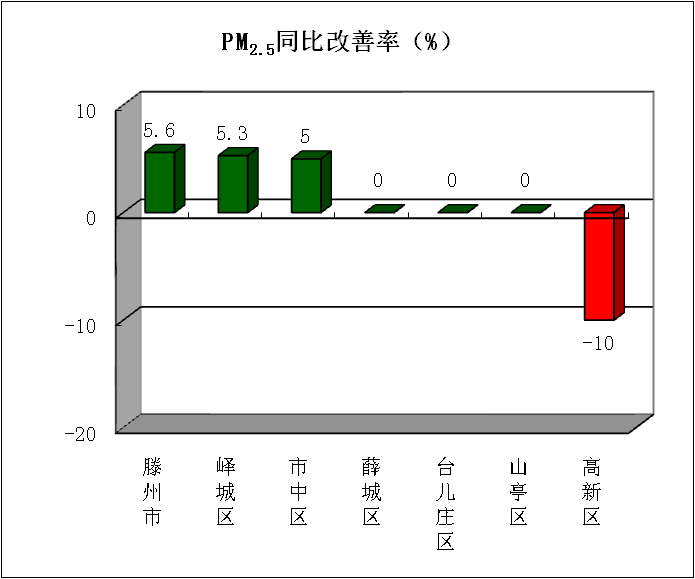 PM2.5同比改善率（%）
10
0
-10
-20
5.6
5.3
5
0
0
0
-10
滕州市
峄城区
市中区
薛城区
台儿庄区
山亭区
高新区